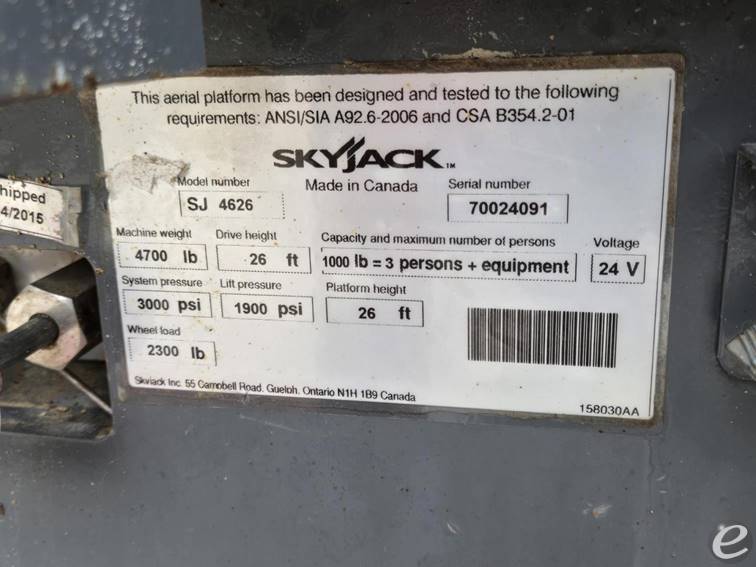 This aerial platform has been designed and tested to the following
requirements: ANSI/SIA A92.6-2006 and CSA B354.2-01
SKYJACK TM
Model number
Made in Canada
Serial number
SJ 4626
70024091
hipped
4/2015
Machine weight
Drive height
Capacity and maximum number of persons
Voltage
4700 lb
26 ft
1000 lb = 3 persons + equipment
24 V
System pressure
Lift pressure
Platform height
3000 psi
1900 psi
26 ft
Wheel load
2300 lb
Skyjack Inc. 55 Campbell Road, Guelph, Ontario N1H 1B9 Canada
158030AA
e